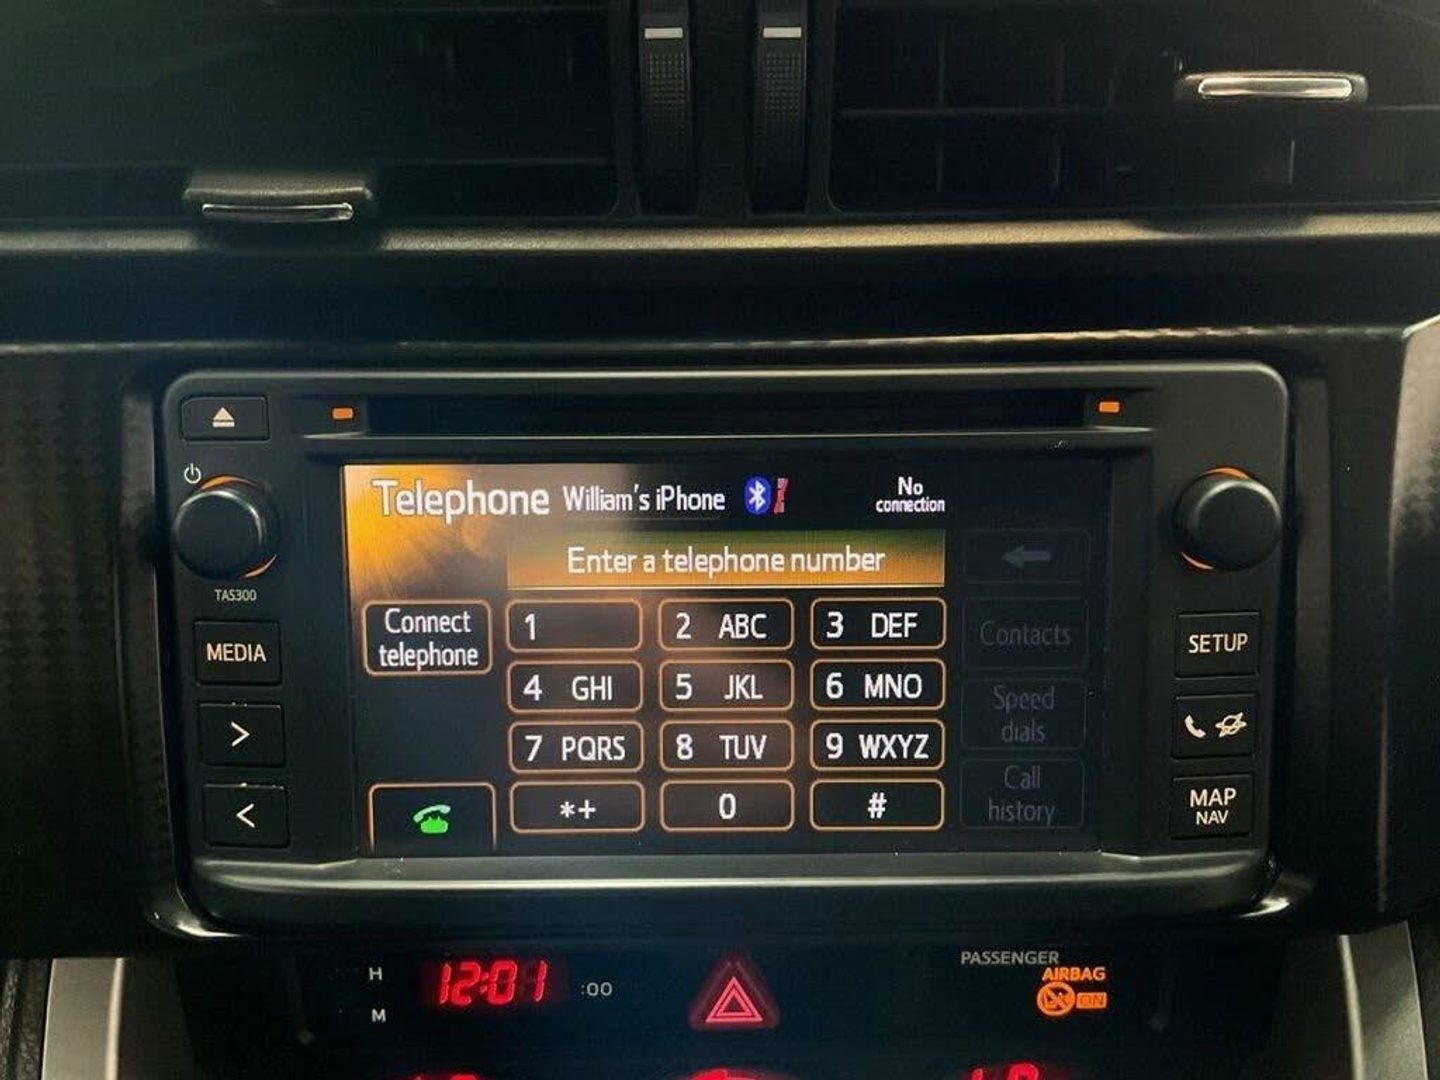 Telephone William's iPhone No connection
Enter a telephone number
Connect telephone
1
2 ABC
3 DEF
Contacts
4 GHI
5 JKL
6 MNO
Speed dials
7 PQRS
8 TUV
9 WXYZ
Call history
*+
0
#
TAS300
MEDIA
>
<
SETUP
MAP
NAV
H
12:01
:00
M
PASSENGER
AIRBAG
ON